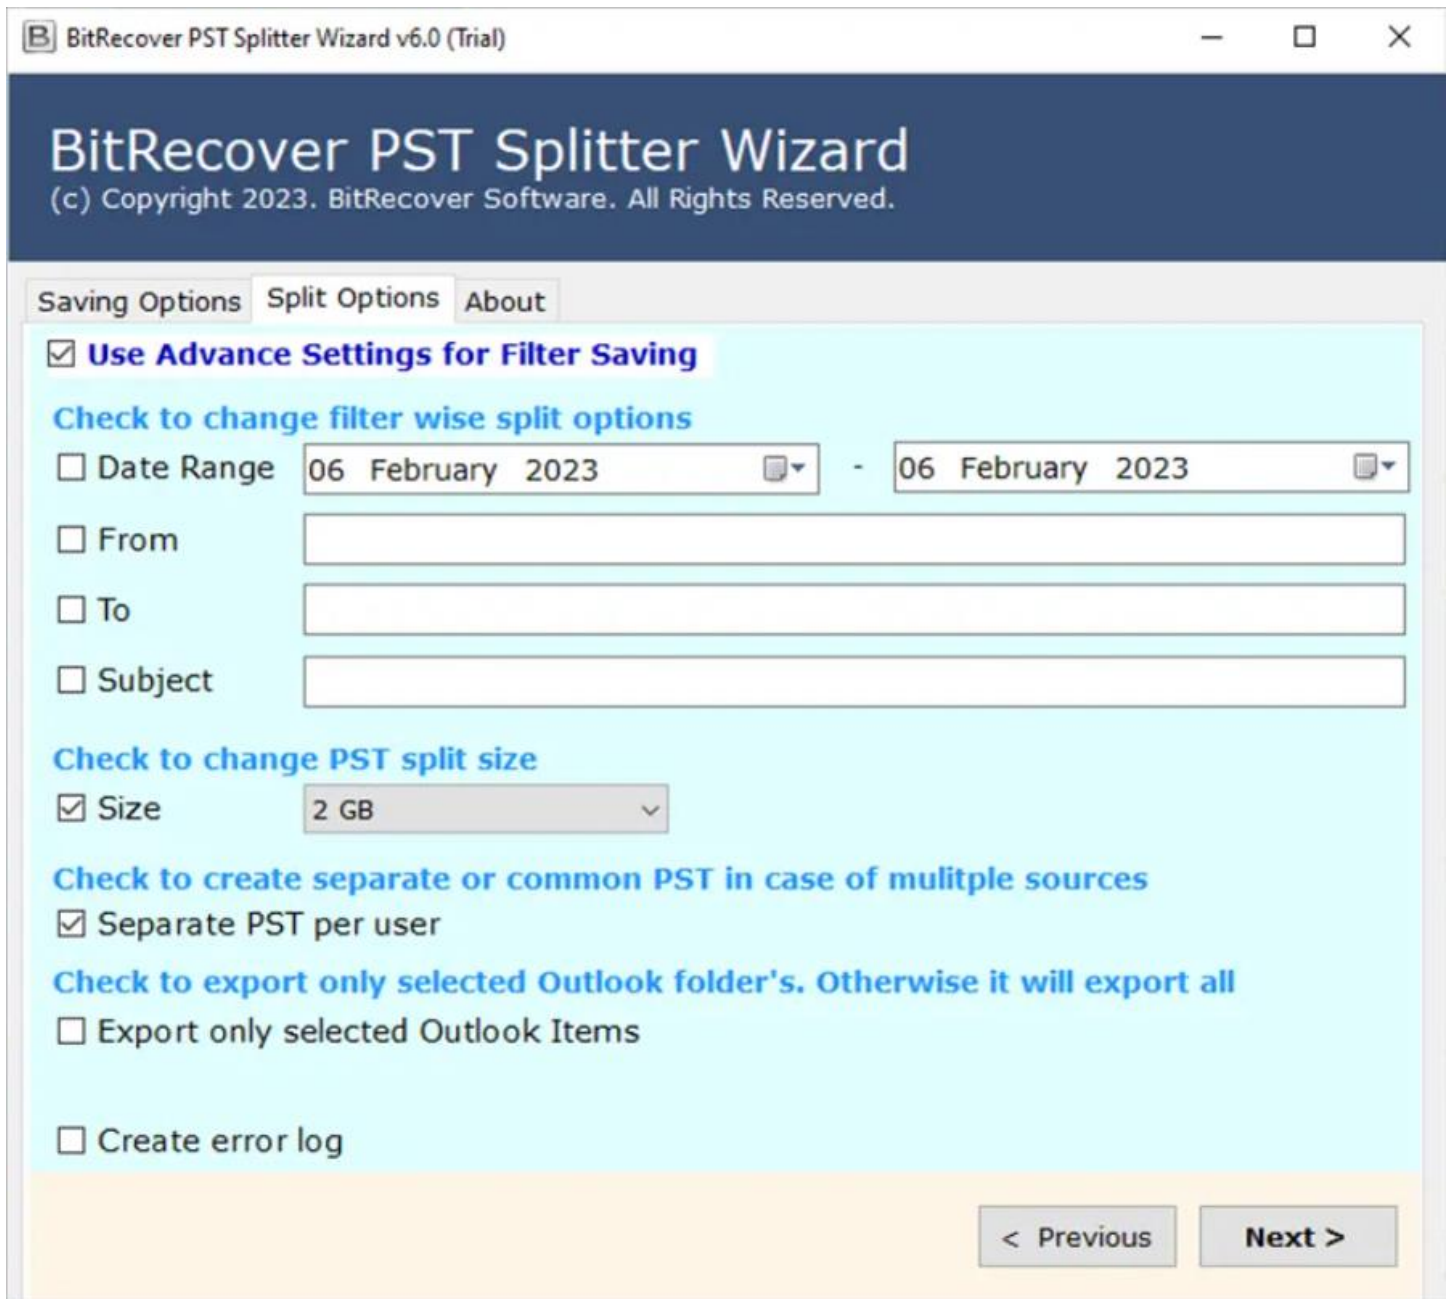 BitRecover PST Splitter Wizard v6.0 (Trial)
BitRecover PST Splitter Wizard
(c) Copyright 2023. BitRecover Software. All Rights Reserved.
Saving Options Split Options About
Use Advance Settings for Filter Saving
Check to change filter wise split options
Date Range 06 February 2023 - 06 February 2023
From
To
Subject
Check to change PST split size
Size 2 GB
Check to create separate or common PST in case of mulitple sources
Separate PST per user
Check to export only selected Outlook folder's. Otherwise it will export all
Export only selected Outlook Items
Create error log
< Previous Next >